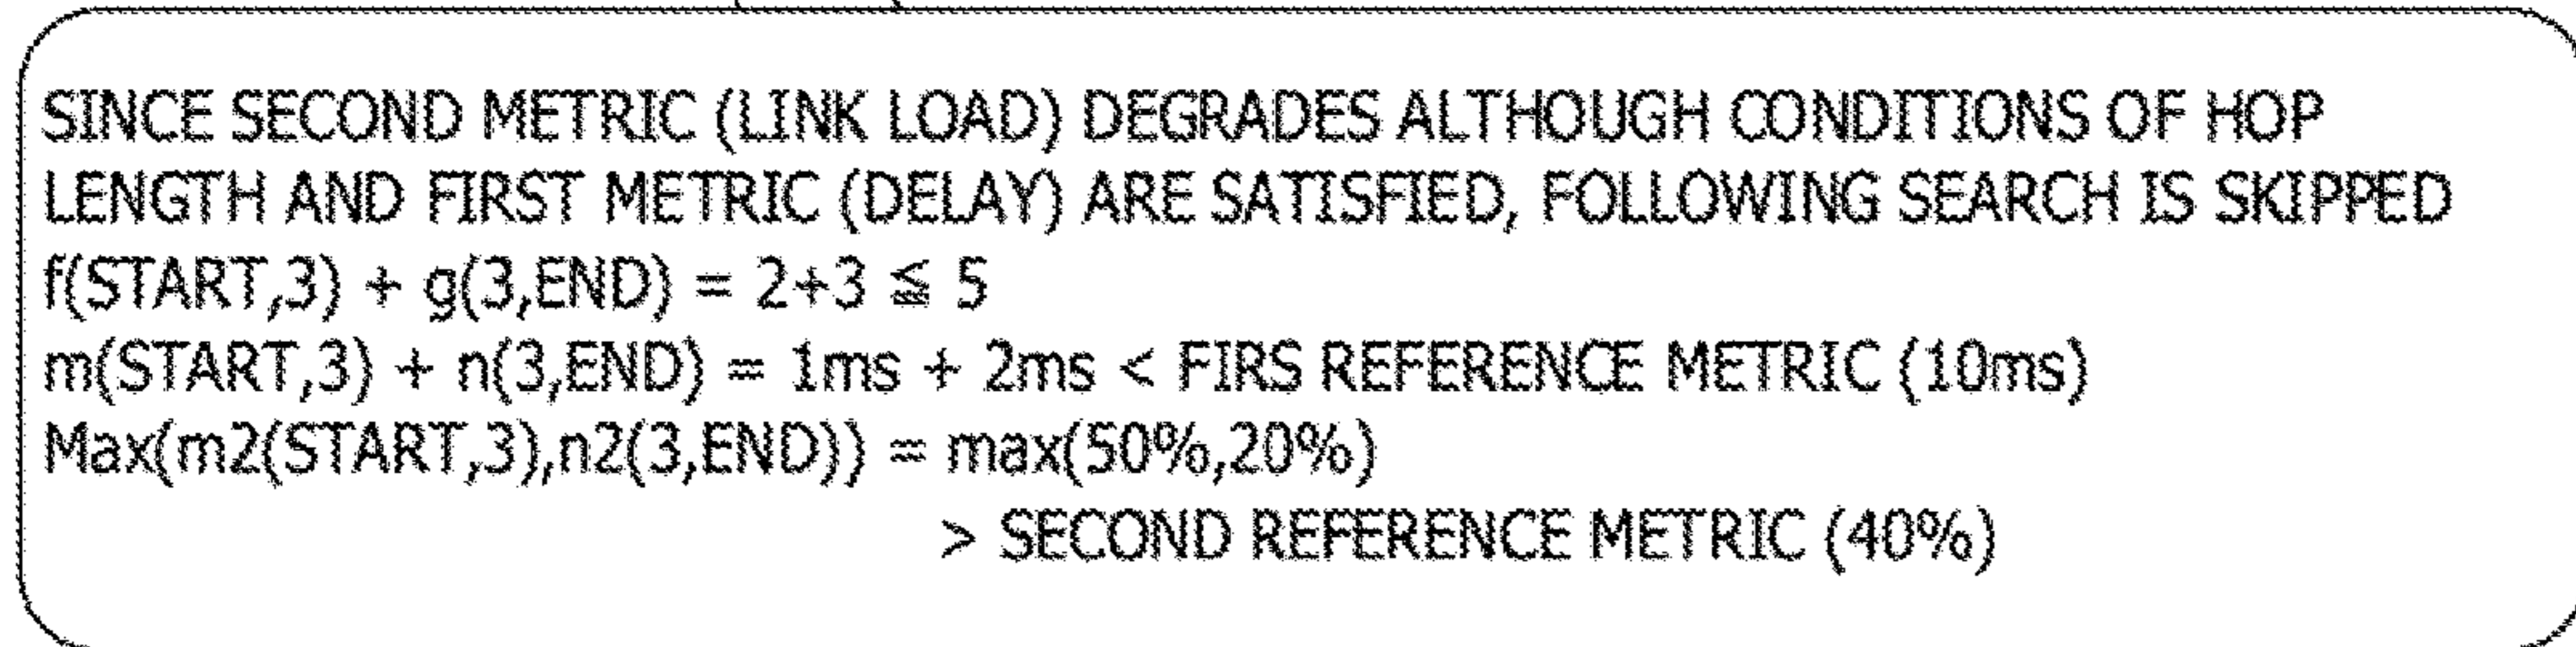 SINCE SECOND METRIC (LINK LOAD) DEGRADES ALTHOUGH CONDITIONS OF HOP
LENGTH AND FIRST METRIC (DELAY) ARE SATISFIED, FOLLOWING SEARCH IS SKIPPED
f(START,3) + g(3,END) = 2+3 ≦ 5
m(START,3) + n(3,END) = 1ms + 2ms < FIRS REFERENCE METRIC (10ms)
Max(m2(START,3),n2(3,END)) = max(50%,20%)
> SECOND REFERENCE METRIC (40%)